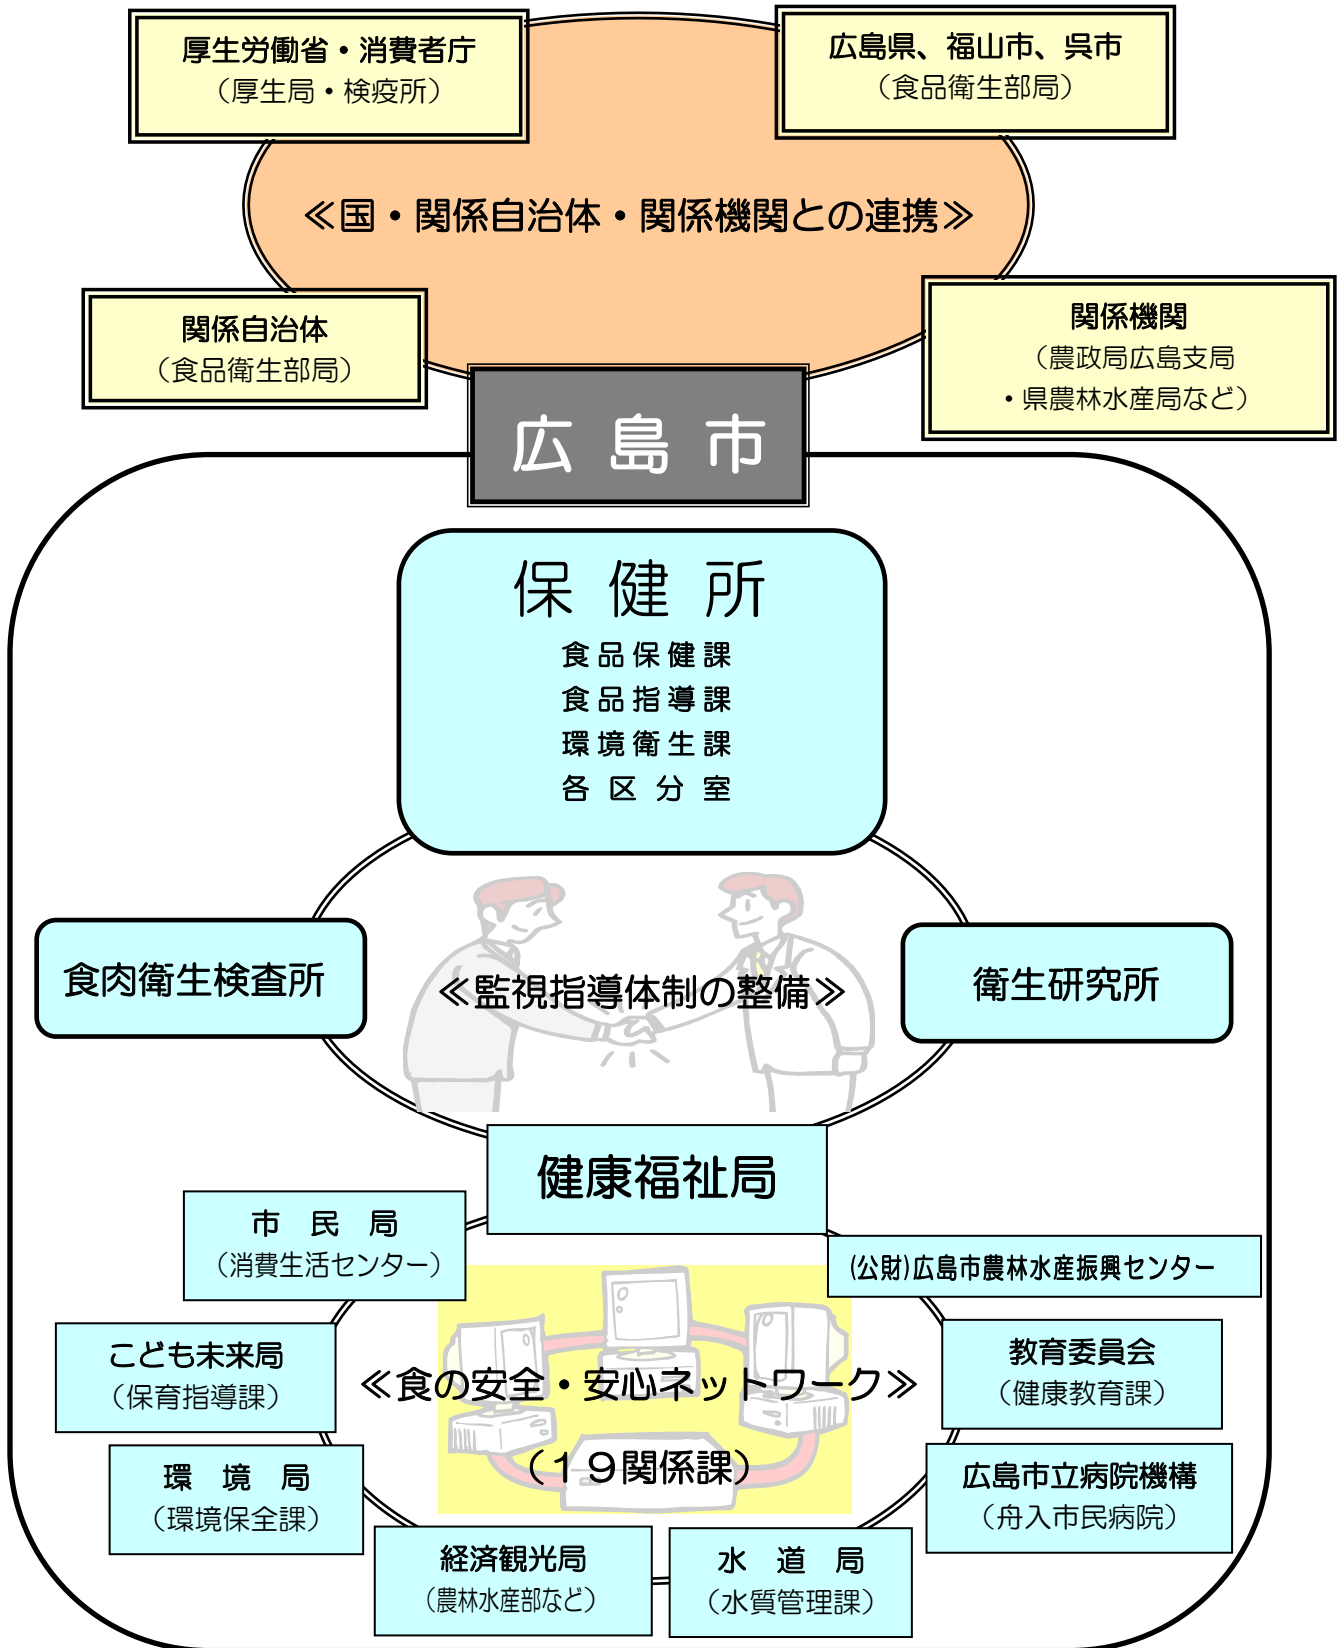 厚生労働省・消費者庁
（厚生局・検疫所）
広島県、福山市、呉市
（食品衛生部局）
≪国・関係自治体・関係機関との連携≫
関係自治体
（食品衛生部局）
関係機関
（農政局広島支局
・県農林水産局など）
広島市
保健所
食品保健課
食品指導課
環境衛生課
各区分室
食肉衛生検査所
≪監視指導体制の整備≫
衛生研究所
健康福祉局
市　民　局
（消費生活センター）
(公財)広島市農林水産振興センター
こども未来局
（保育指導課）
≪食の安全・安心ネットワーク≫
（１９関係課）
教育委員会
（健康教育課）
環　境　局
（環境保全課）
広島市立病院機構
（舟入市民病院）
経済観光局
（農林水産部など）
水　道　局
（水質管理課）